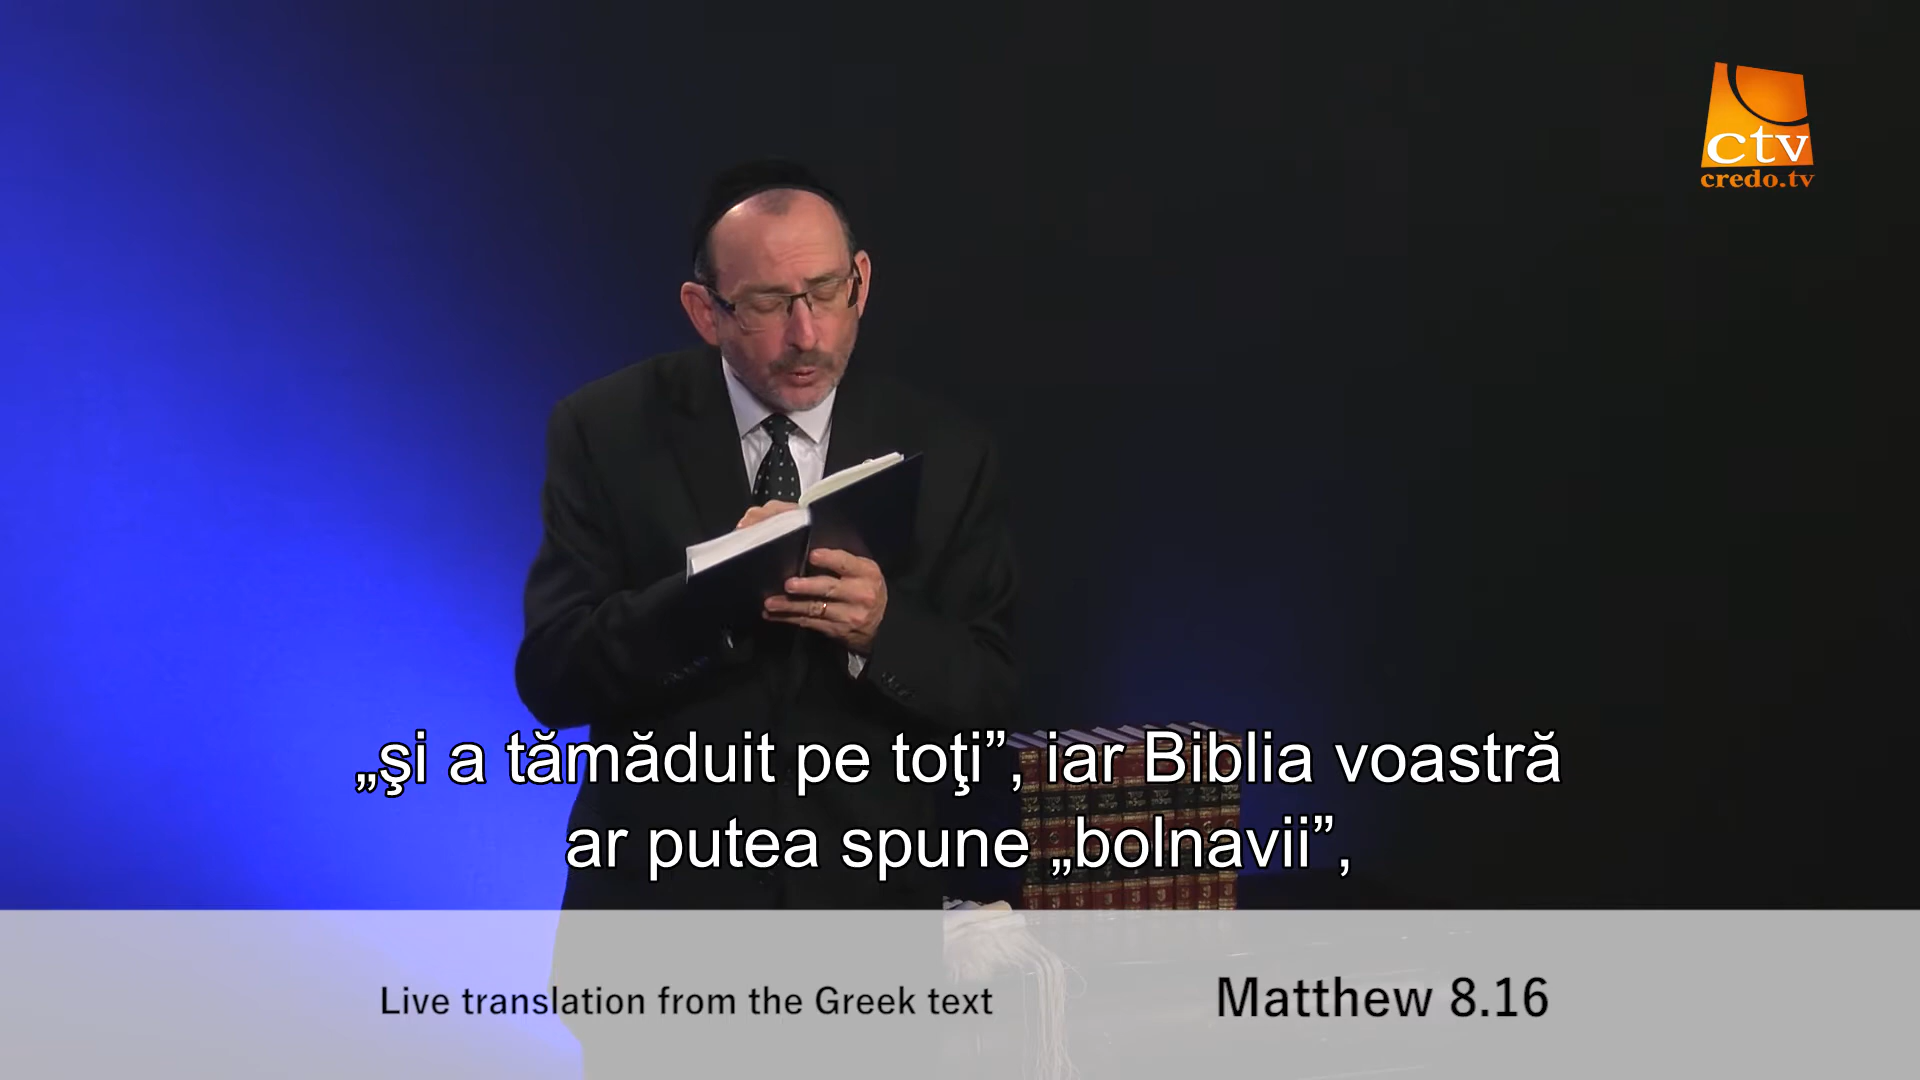 ctv
credo.tv
„şi a tămăduit pe toţi”, iar Biblia voastră
ar putea spune „bolnavii”,
Live translation from the Greek text
Matthew 8.16